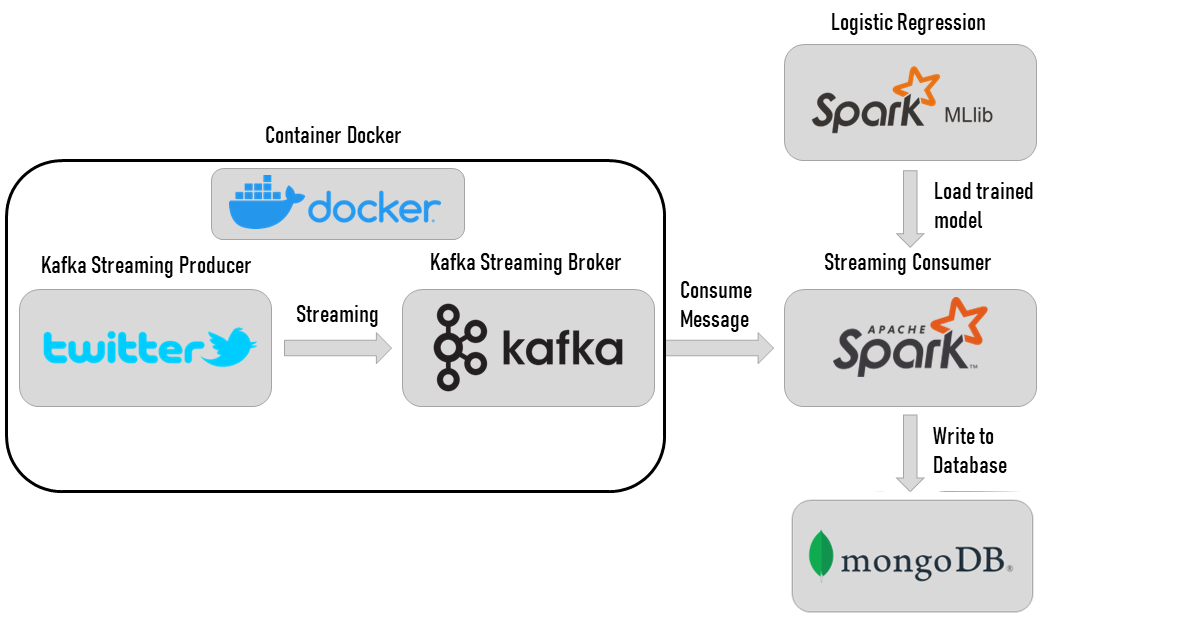 Logistic Regression
Spark MLlib
Container Docker
docker
Load trained
model
Kafka Streaming Producer
Kafka Streaming Broker
Streaming Consumer
twitter
Streaming
kafka
Consume
Message
APACHE
Spark™
Write to
Database
mongoDB®